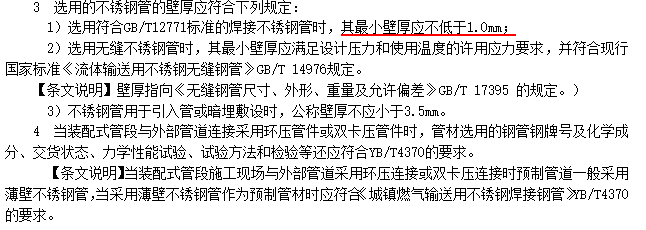 3 选用的不锈钢管的壁厚应符合下列规定：
1）选用符合GB/T12771标准的焊接不锈钢管时，其最小壁厚应不低于1.0mm；
2）选用无缝不锈钢管时，其最小壁厚应满足设计压力和使用温度的许用应力要求，并符合现行
国家标准《流体输送用不锈钢无缝钢管》GB/T 14976规定。
【条文说明】壁厚指向《无缝钢管尺寸、外形、重量及允许偏差》GB/T 17395 的规定。）
3）不锈钢管用于引入管或暗埋敷设时，公称壁厚不应小于3.5mm。
4 当装配式管段与外部管道连接采用环压管件或双卡压管件时，管材选用的钢管钢牌号及化学成
分、交货状态、力学性能试验、试验方法和检验等还应符合YB/T4370的要求。
【条文说明】当装配式管段施工现场与外部管道采用环压连接或双卡压连接时预制管道一般采用
薄壁不锈钢管，当采用薄壁不锈钢管作为预制管材时应符合《城镇燃气输送用不锈钢焊接钢管》YB/T4370
的要求。